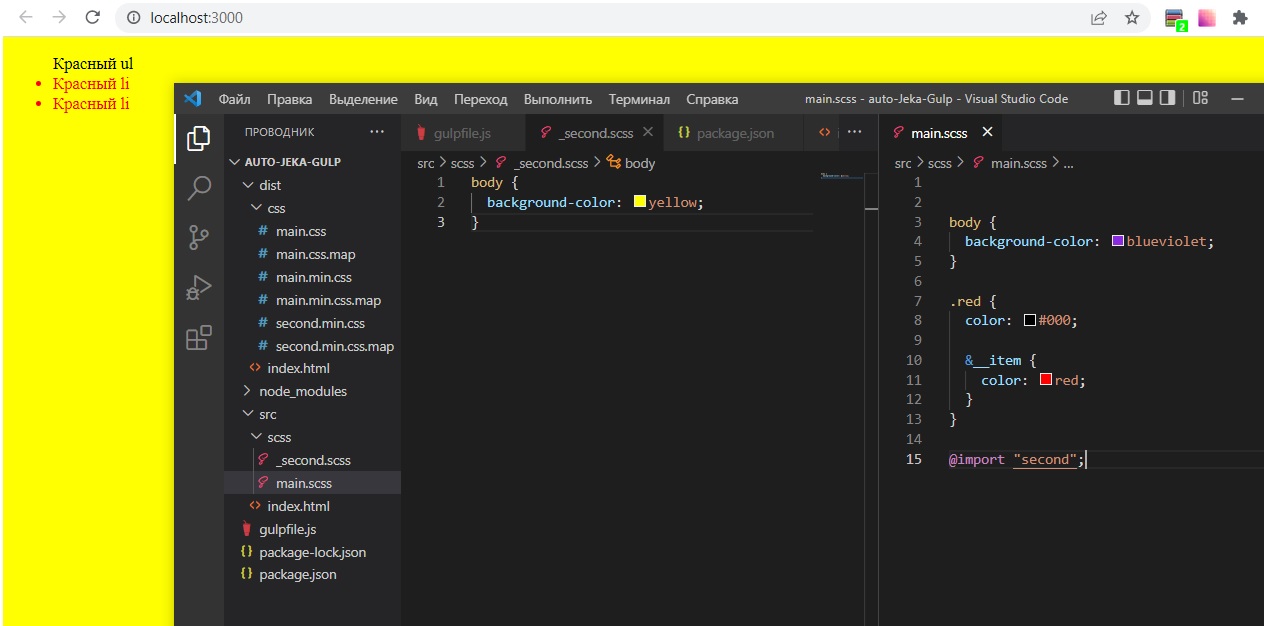 localhost:3000
2
Красный ul
Красный li
Красный li
Файл Правка Выделение Вид Переход Выполнить Терминал Справка main.scss - auto-Jeka-Gulp - Visual Studio Code
ПРОВОДНИК
AUTO-JEKA-GULP
dist
css
# main.css
# main.css.map
# main.min.css
# main.min.css.map
# second.min.css
# second.min.css.map
<> index.html
node_modules
src
scss
_second.scss
main.scss
<> index.html
gulpfile.js
{} package-lock.json
{} package.json
gulpfile.js _second.scss {} package.json <> ...
src > scss > _second.scss > body
1 body {
2 background-color: yellow;
3 }
main.scss
src > scss > main.scss > ...
1
2
3 body {
4 background-color: blueviolet;
5 }
6
7 .red {
8 color: #000;
9
10 &__item {
11 color: red;
12 }
13 }
14
15 @import "second";